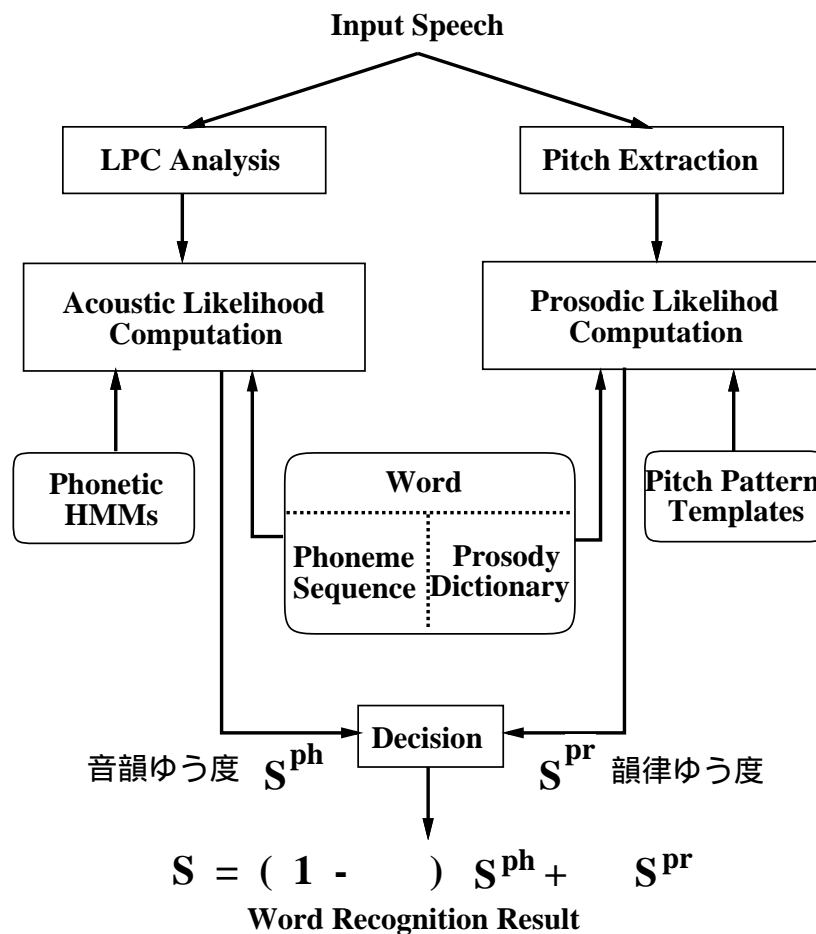 Input Speech
LPC Analysis
Pitch Extraction
Acoustic Likelihood
Computation
Prosodic Likelihod
Computation
Phonetic
HMMs
Word
Phoneme
Sequence
Prosody
Dictionary
Pitch Pattern
Templates
Decision
音韻ゆう度 S^ph
S^pr 韻律ゆう度
S = ( 1 - ) S^ph + S^pr
Word Recognition Result